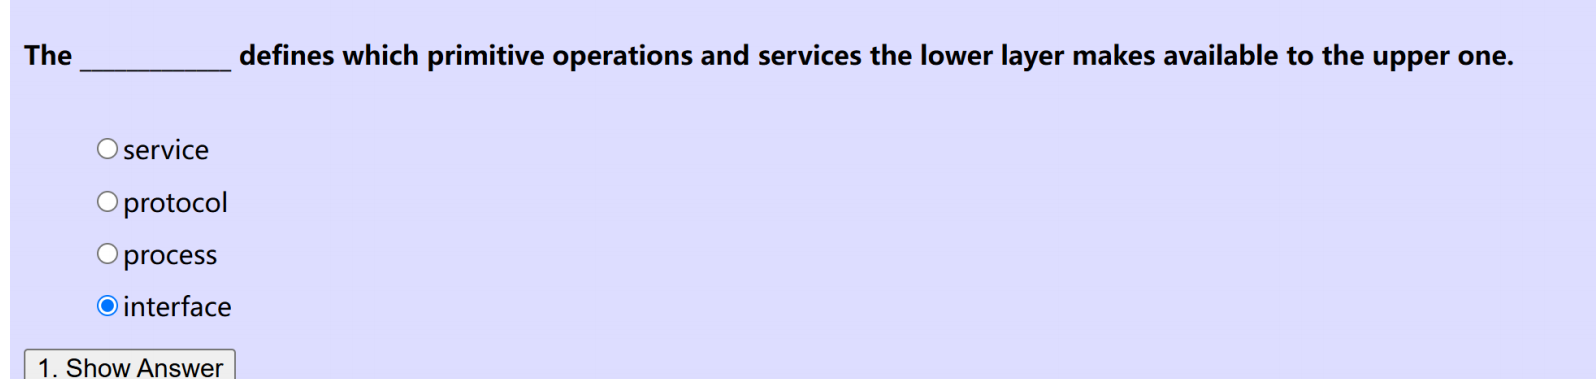 The ____________ defines which primitive operations and services the lower layer makes available to the upper one.
service
protocol
process
interface
1. Show Answer